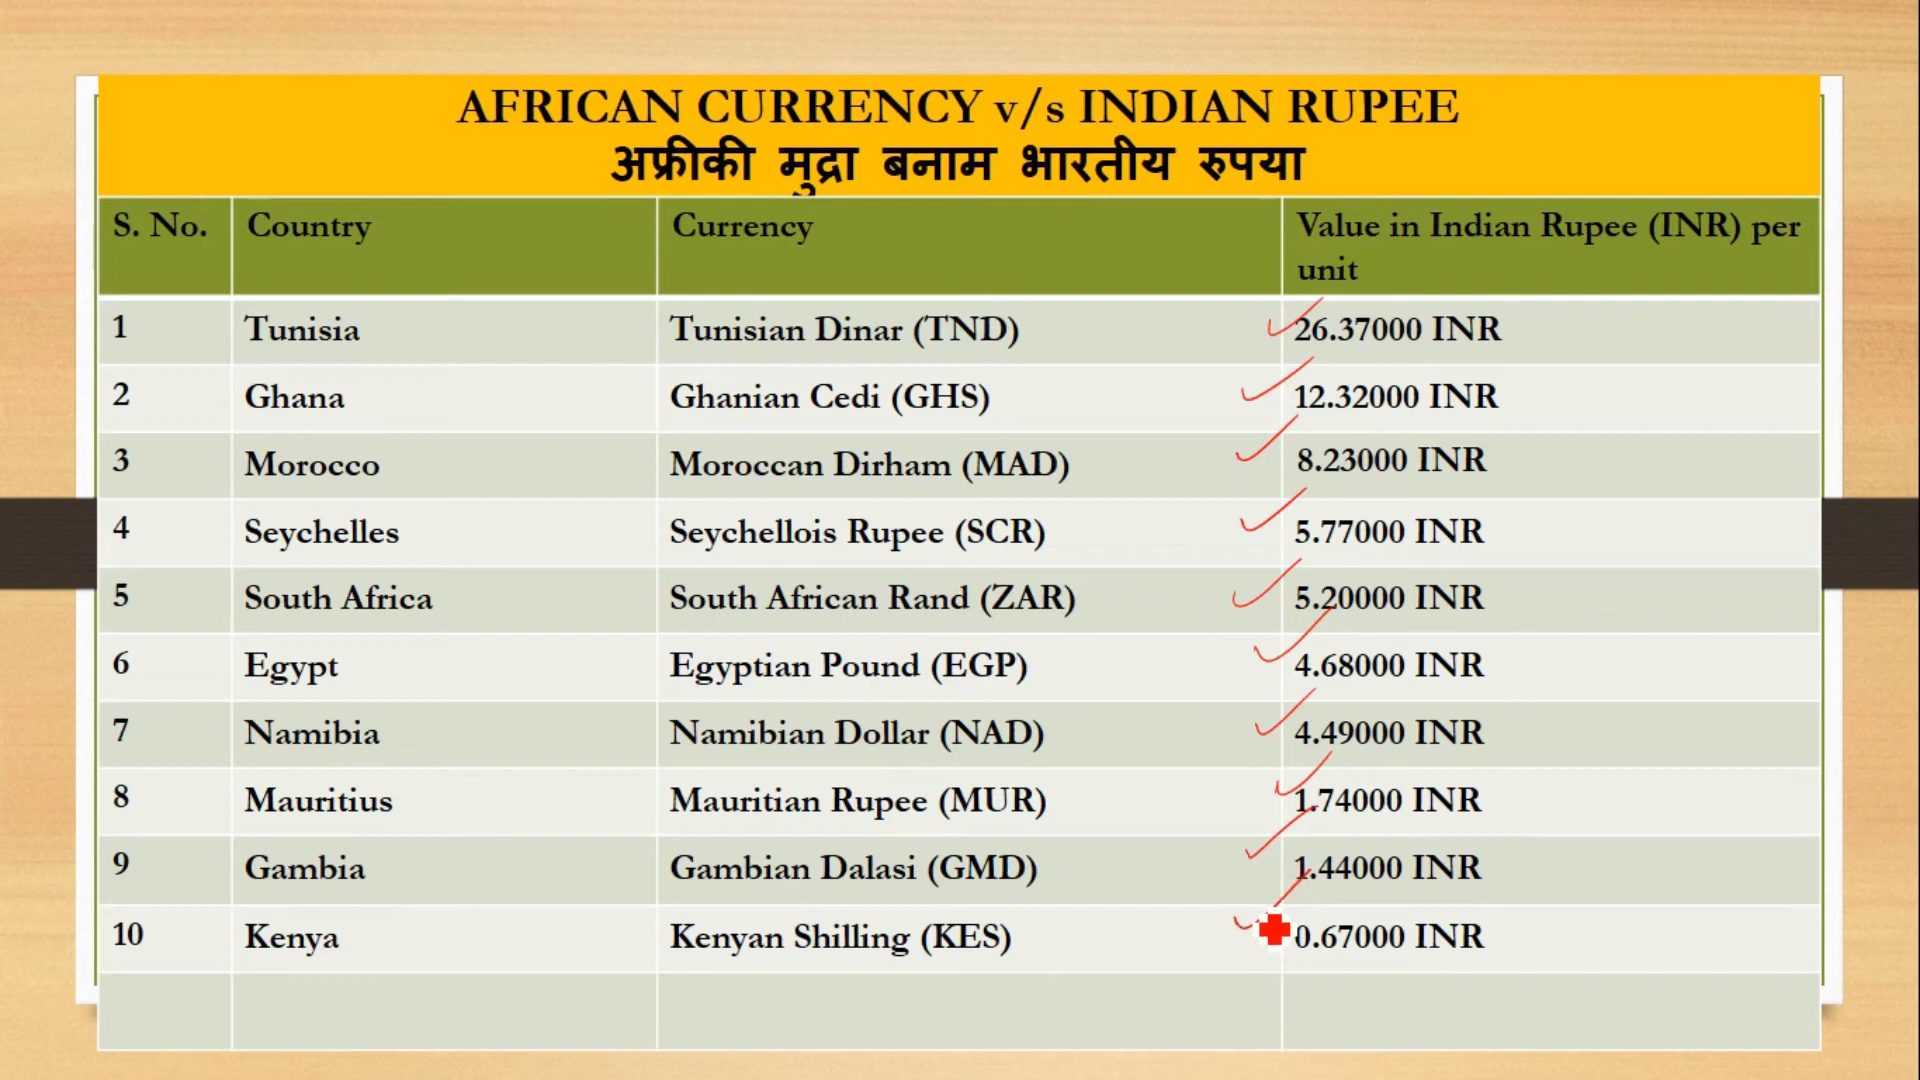 AFRICAN CURRENCY v/s INDIAN RUPEE
अफ्रीकी मुद्रा बनाम भारतीय रुपया
S. No. Country Currency Value in Indian Rupee (INR) per
unit
1 Tunisia Tunisian Dinar (TND) 26.37000 INR
2 Ghana Ghanian Cedi (GHS) 12.32000 INR
3 Morocco Moroccan Dirham (MAD) 8.23000 INR
4 Seychelles Seychellois Rupee (SCR) 5.77000 INR
5 South Africa South African Rand (ZAR) 5.20000 INR
6 Egypt Egyptian Pound (EGP) 4.68000 INR
7 Namibia Namibian Dollar (NAD) 4.49000 INR
8 Mauritius Mauritian Rupee (MUR) 1.74000 INR
9 Gambia Gambian Dalasi (GMD) 1.44000 INR
10 Kenya Kenyan Shilling (KES) 0.67000 INR